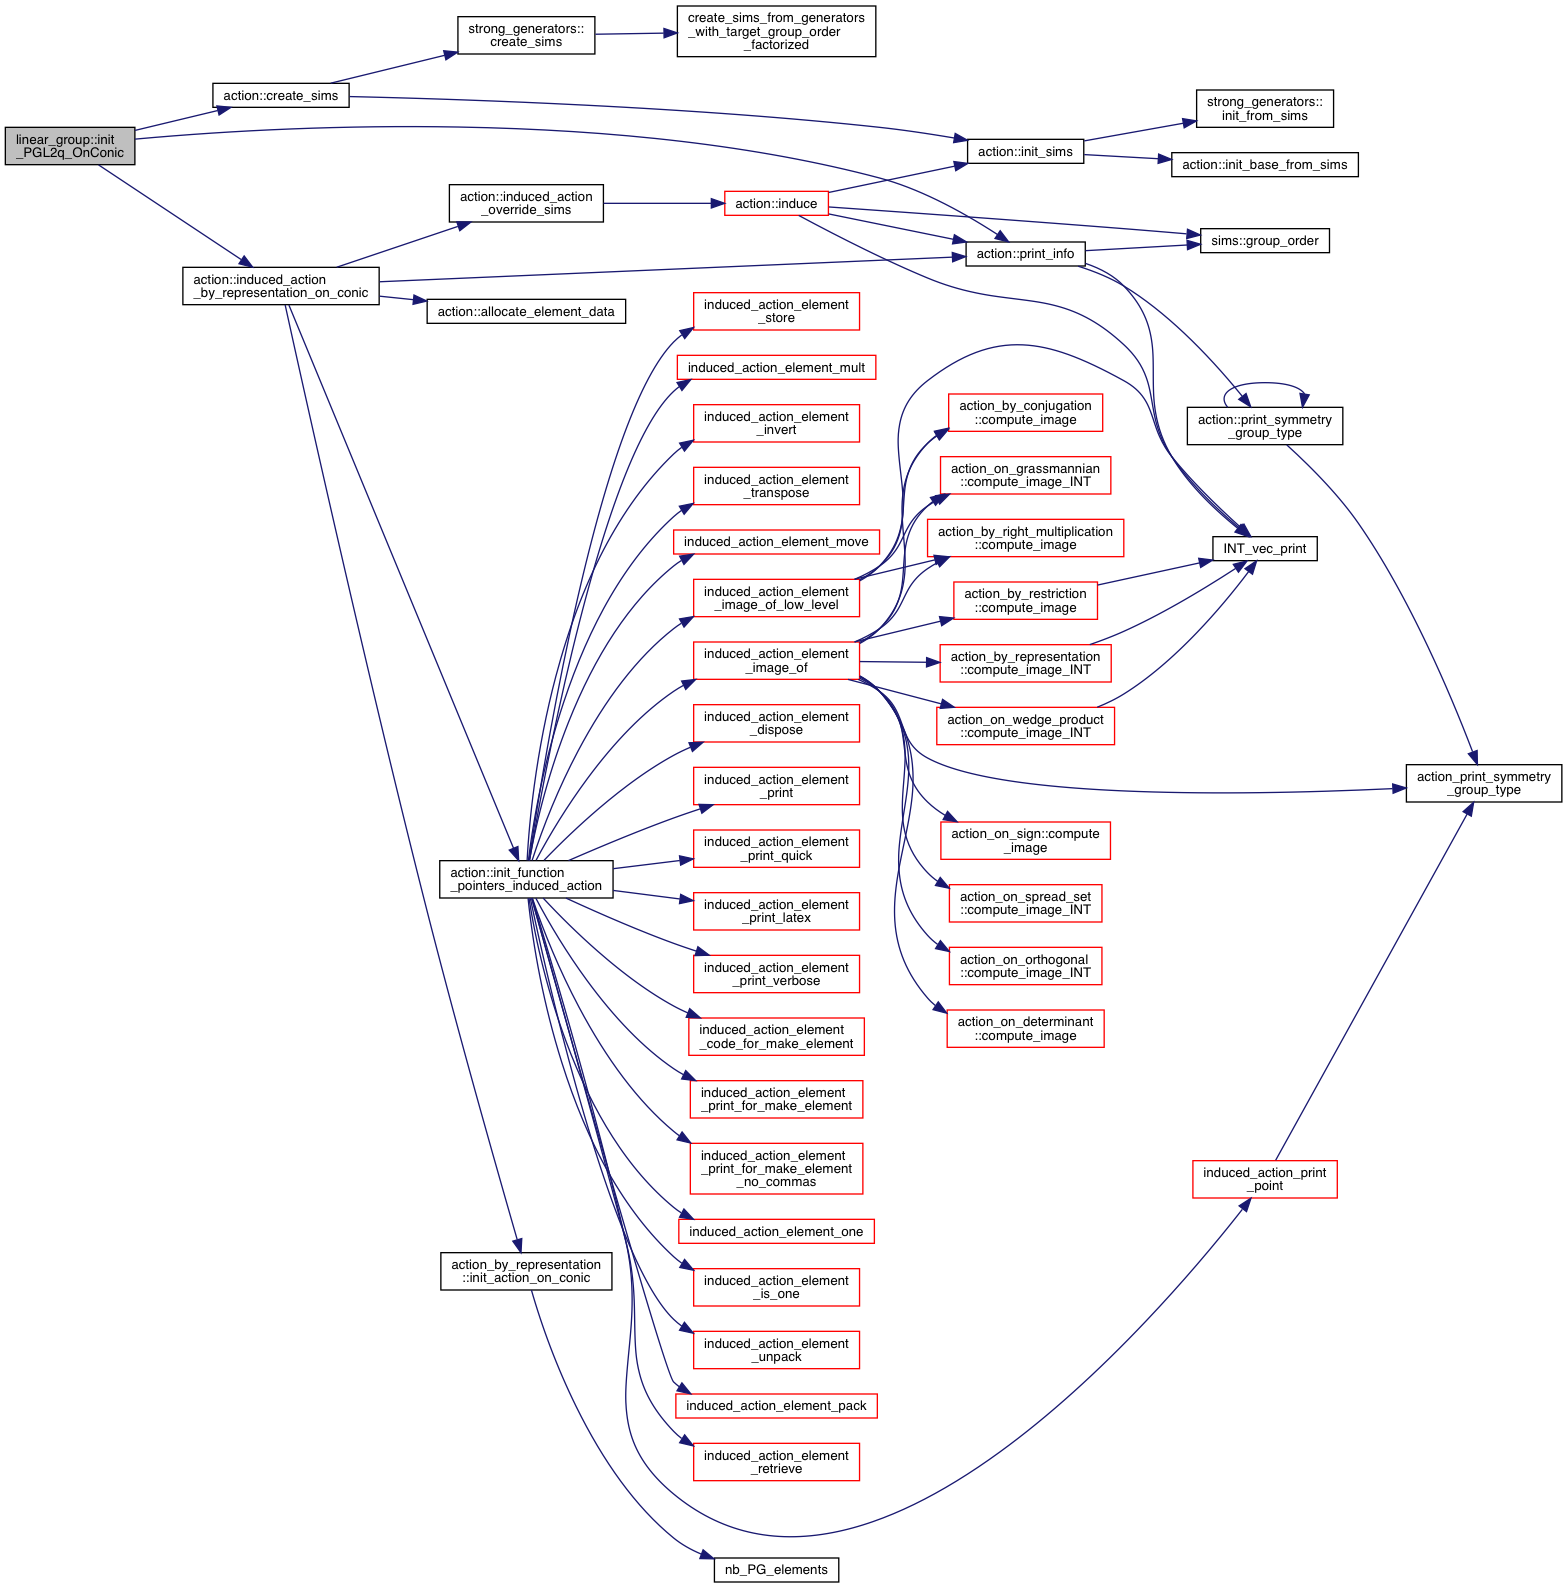 linear_group::init
_PGL2q_OnConic
action::create_sims
strong_generators::
create_sims
create_sims_from_generators
_with_target_group_order
_factorized
action::init_sims
strong_generators::
init_from_sims
action::init_base_from_sims
action::induced_action
_by_representation_on_conic
action::induced_action
_override_sims
action::induce
action::print_info
sims::group_order
action::allocate_element_data
action::print_symmetry
_group_type
INT_vec_print
action_print_symmetry
_group_type
action::init_function
_pointers_induced_action
induced_action_element
_store
induced_action_element_mult
induced_action_element
_invert
induced_action_element
_transpose
induced_action_element_move
induced_action_element
_image_of_low_level
induced_action_element
_image_of
induced_action_element
_dispose
induced_action_element
_print
induced_action_element
_print_quick
induced_action_element
_print_latex
induced_action_element
_print_verbose
induced_action_element
_code_for_make_element
induced_action_element
_print_for_make_element
induced_action_element
_print_for_make_element
_no_commas
induced_action_element_one
induced_action_element
_is_one
induced_action_element
_unpack
induced_action_element_pack
induced_action_element
_retrieve
action_by_conjugation
::compute_image
action_on_grassmannian
::compute_image_INT
action_by_right_multiplication
::compute_image
action_by_restriction
::compute_image
action_by_representation
::compute_image_INT
action_on_wedge_product
::compute_image_INT
action_on_sign::compute
_image
action_on_spread_set
::compute_image_INT
action_on_orthogonal
::compute_image_INT
action_on_determinant
::compute_image
induced_action_print
_point
action_by_representation
::init_action_on_conic
nb_PG_elements